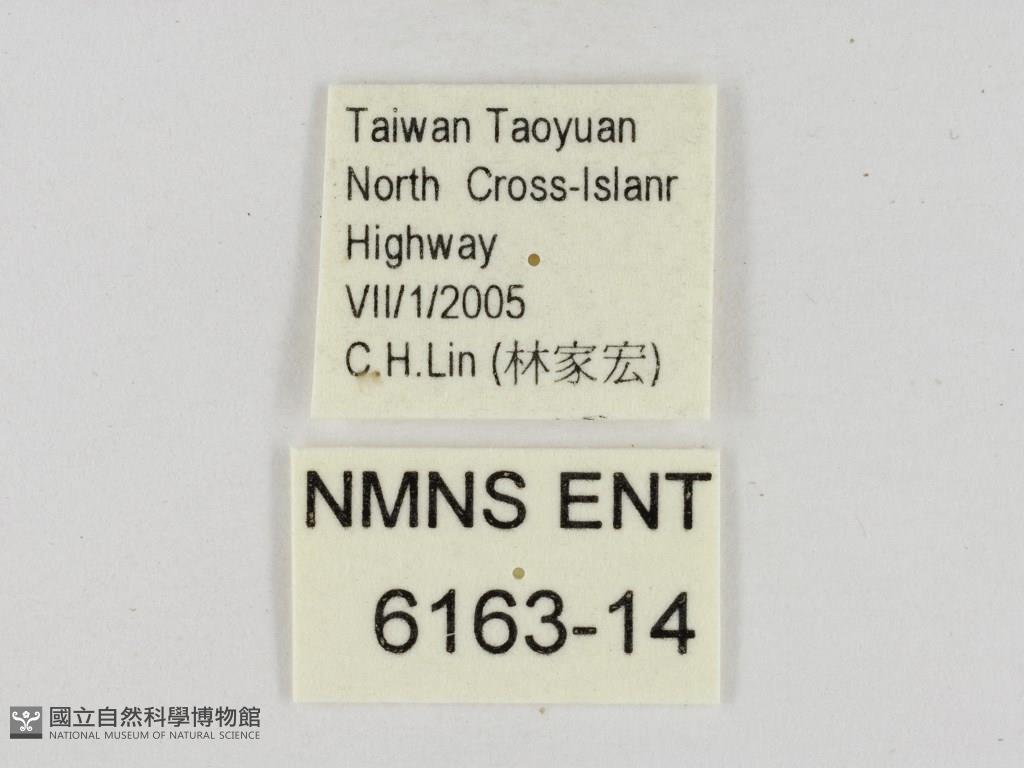 Taiwan Taoyuan
North Cross-Islanr
Highway
VII/1/2005
C.H.Lin (林家宏)
NMNS ENT
6163-14
國立自然科學博物館
NATIONAL MUSEUM OF NATURAL SCIENCE